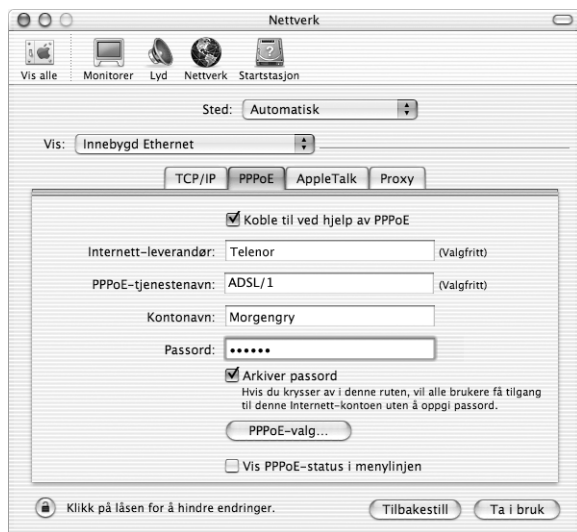 Nettverk
Vis alle Monitorer Lyd Nettverk Startstasjon
Sted: Automatisk
Vis: Innebygd Ethernet
TCP/IP PPPoE AppleTalk Proxy
Koble til ved hjelp av PPPoE
Internett-leverandør: Telenor (Valgfritt)
PPPoE-tjenestenavn: ADSL/1 (Valgfritt)
Kontonavn: Morgengry
Passord: ••••••
Arkiver passord
Hvis du krysser av i denne ruten, vil alle brukere få tilgang
til denne Internett-kontoen uten å oppgi passord.
PPPoE-valg...
Vis PPPoE-status i menylinjen
Klikk på låsen for å hindre endringer. Tilbakestill Ta i bruk